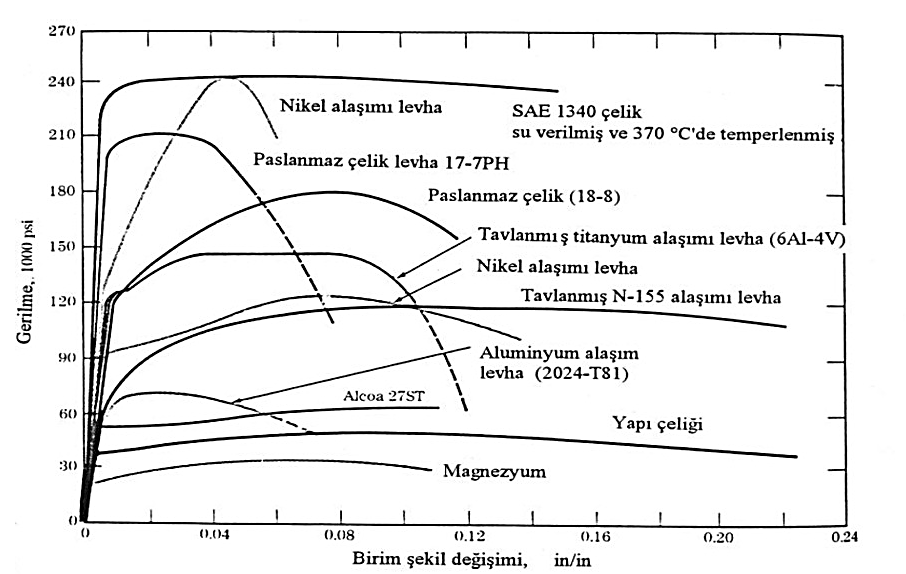 270
240
210
180
150
120
90
60
30
0
Gerilme,. 1000 psi
Nikel alaşımı levha
SAE 1340 çelik
su verilmiş ve 370 °C'de temperlenmiş
Paslanmaz çelik levha 17-7PH
Paslanmaz çelik (18-8)
Tavlanmış titanyum alaşımı levha (6Al-4V)
Nikel alaşımı levha
Tavlanmış N-155 alaşımı levha
Aluminyum alaşım
levha (2024-T81)
Alcoa 27ST
Yapı çeliği
Magnezyum
0 0.04 0.08 0.12 0.16 0.20 0.24
Birim şekil değişimi, in/in